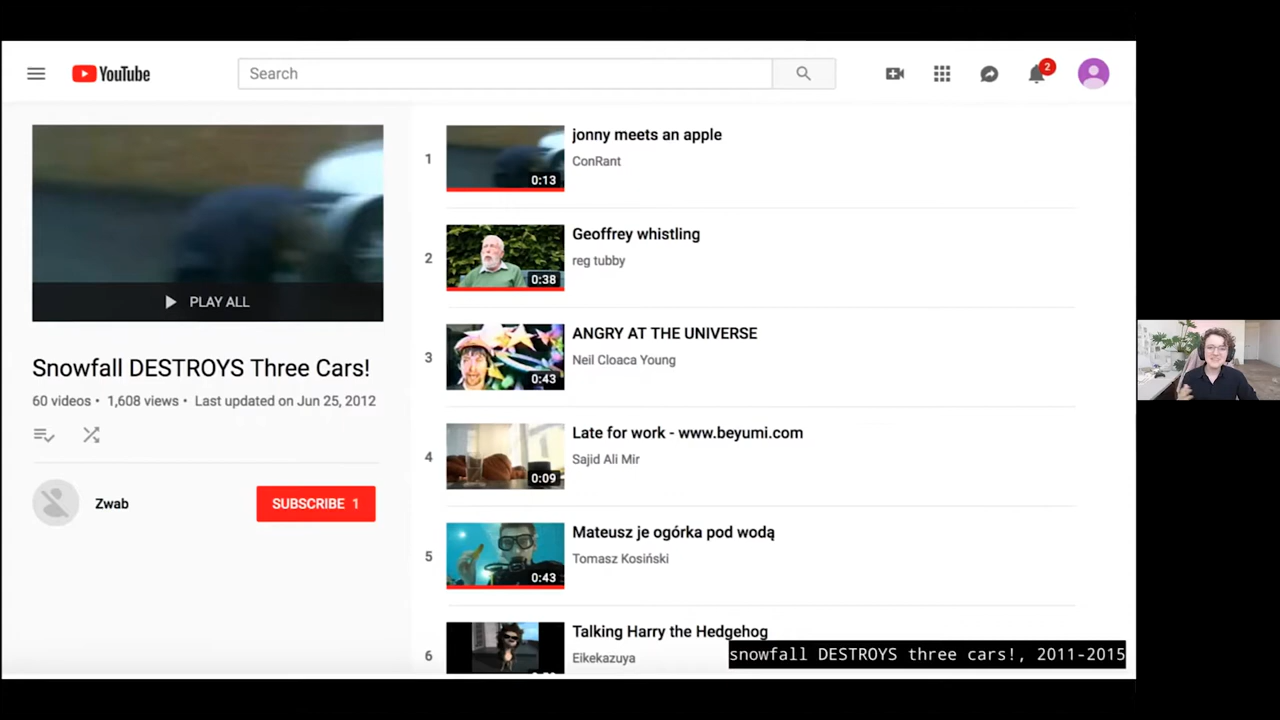 YouTube
Search
2
PLAY ALL
Snowfall DESTROYS Three Cars!
60 videos • 1,608 views • Last updated on Jun 25, 2012
Zwab
SUBSCRIBE 1
1
0:13
jonny meets an apple
ConRant
2
0:38
Geoffrey whistling
reg tubby
3
0:43
ANGRY AT THE UNIVERSE
Neil Cloaca Young
4
0:09
Late for work - www.beyumi.com
Sajid Ali Mir
5
0:43
Mateusz je ogórka pod wodą
Tomasz Kosiński
6
Talking Harry the Hedgehog
Eikekazuya
snowfall DESTROYS three cars!, 2011-2015